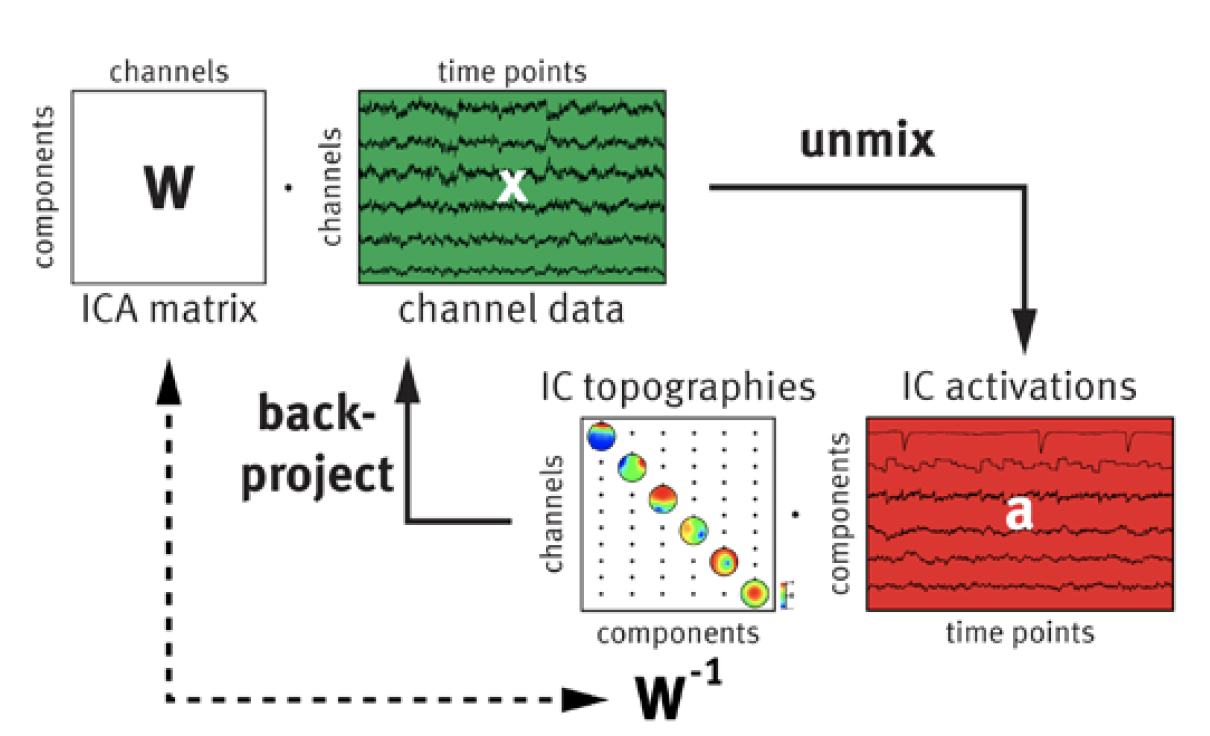 channels
time points
components
W
·
channels
x
unmix
ICA matrix
channel data
back-
project
IC topographies
IC activations
channels
·
components
a
components
time points
W⁻¹